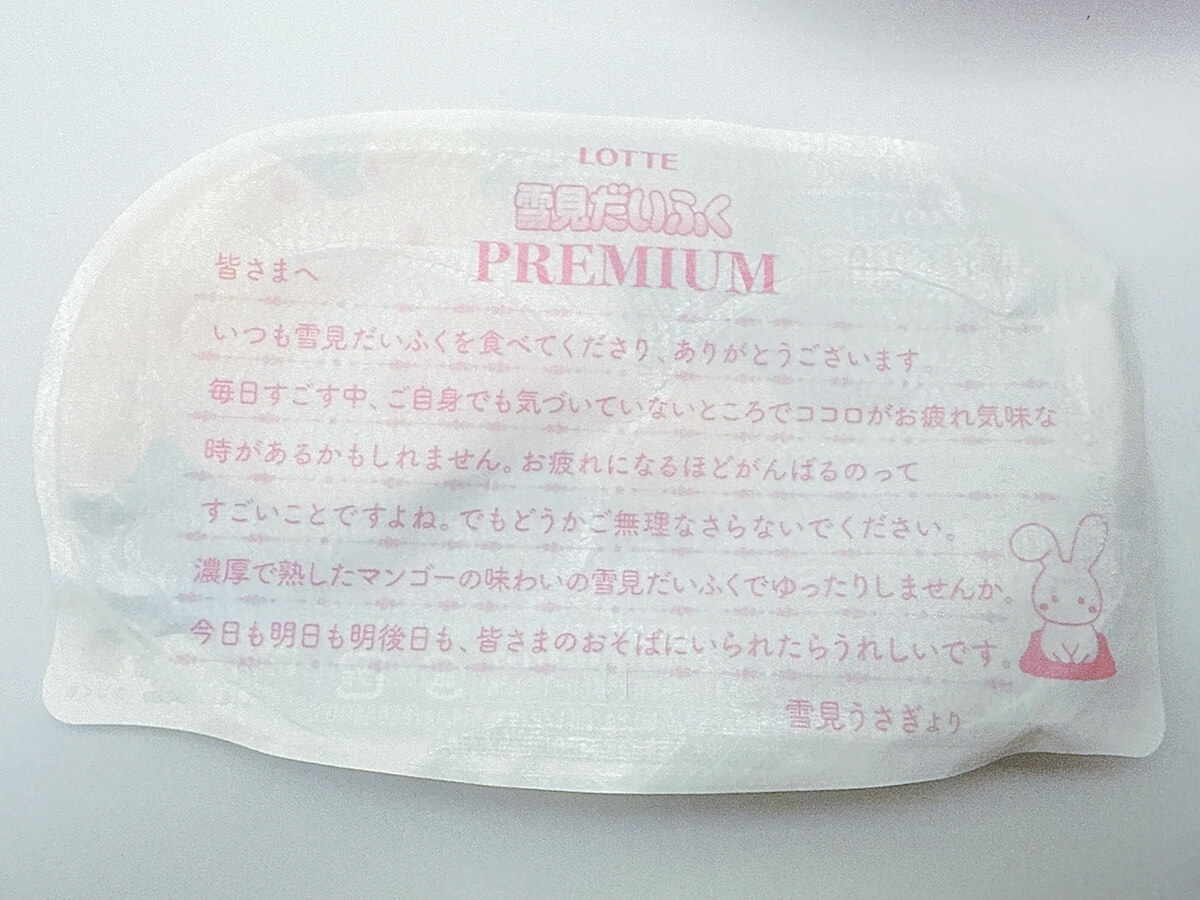 LOTTE
雪見だいふく
PREMIUM
皆さまへ
いつも雪見だいふくを食べてくださり、ありがとうございます。
毎日すごす中、ご自身でも気づいていないところでココロがお疲れ気味な
時があるかもしれません。お疲れになるほどがんばるのって
すごいことですよね。でもどうかご無理なさらないでください。
濃厚で熟したマンゴーの味わいの雪見だいふくでゆったりしませんか。
今日も明日も明後日も、皆さまのおそばにいられたらうれしいです。
雪見うさぎより